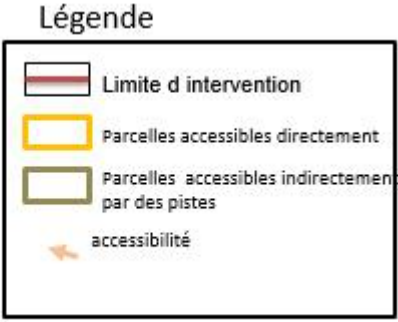 Légende
Limite d intervention
Parcelles accessibles directement
Parcelles accessibles indirectement
par des pistes
accessibilité